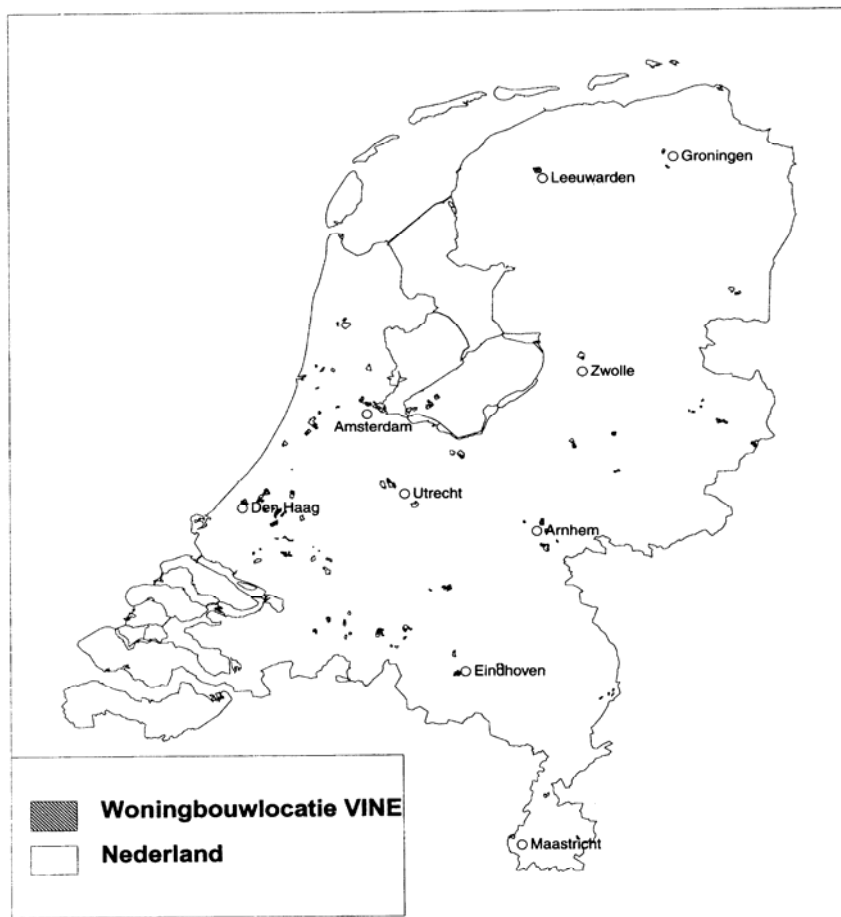 Groningen
Leeuwarden
Zwolle
Amsterdam
Utrecht
Den Haag
Arnhem
Eindhoven
Maastricht
Woningbouwlocatie VINE
Nederland